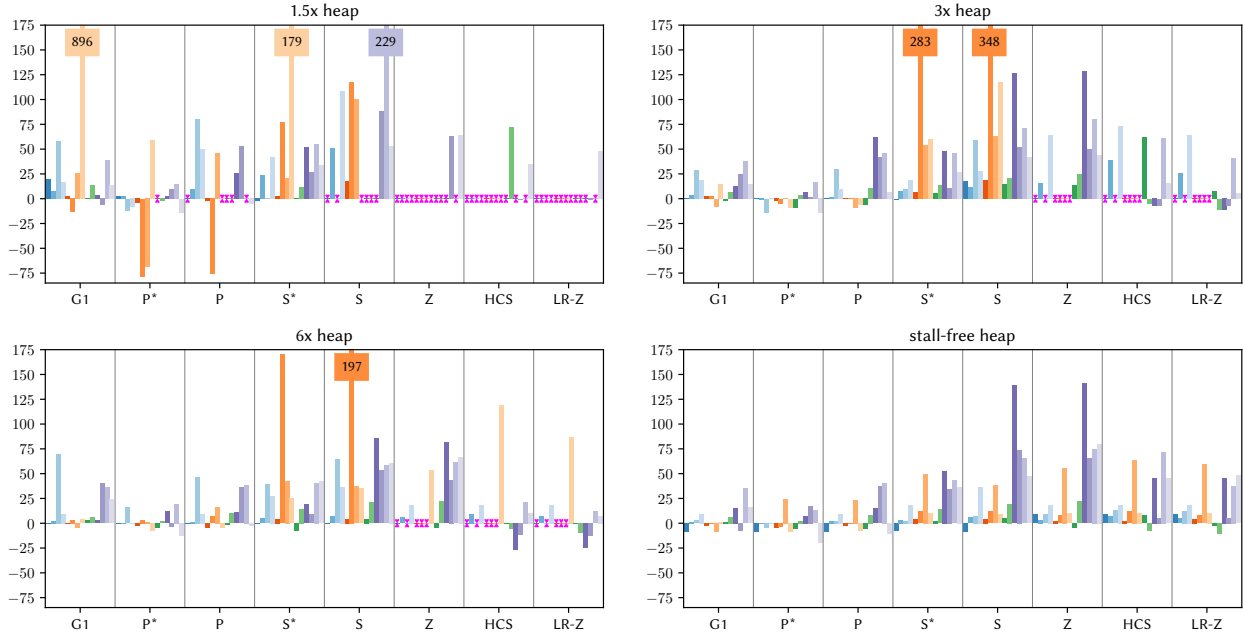 1.5x heap
175
150
125
100
75
50
25
0
−25
−50
−75
896
179
229
G1
P*
P
S*
S
Z
HCS
LR-Z
3x heap
175
150
125
100
75
50
25
0
−25
−50
−75
283
348
G1
P*
P
S*
S
Z
HCS
LR-Z
6x heap
175
150
125
100
75
50
25
0
−25
−50
−75
197
G1
P*
P
S*
S
Z
HCS
LR-Z
stall-free heap
175
150
125
100
75
50
25
0
−25
−50
−75
G1
P*
P
S*
S
Z
HCS
LR-Z